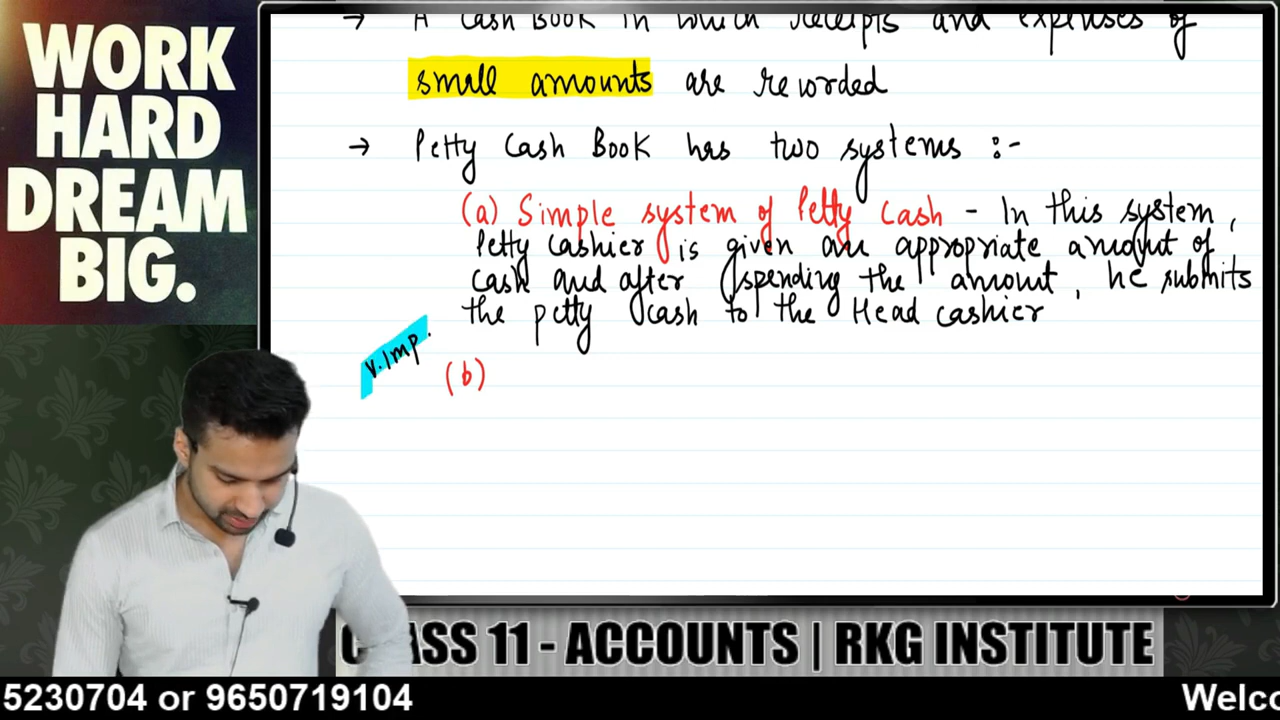 WORK
HARD
DREAM
BIG.
→ A Cash Book in which receipts and expenses of
small amounts are recorded
→ Petty Cash Book has two systems :-
(a) Simple system of Petty Cash - In this system,
Petty cashier is given an appropriate amount of
cash and after spending the amount, he submits
the petty cash to the Head cashier
V.Imp.
(b)
CLASS 11 - ACCOUNTS | RKG INSTITUTE
5230704 or 9650719104
Welco